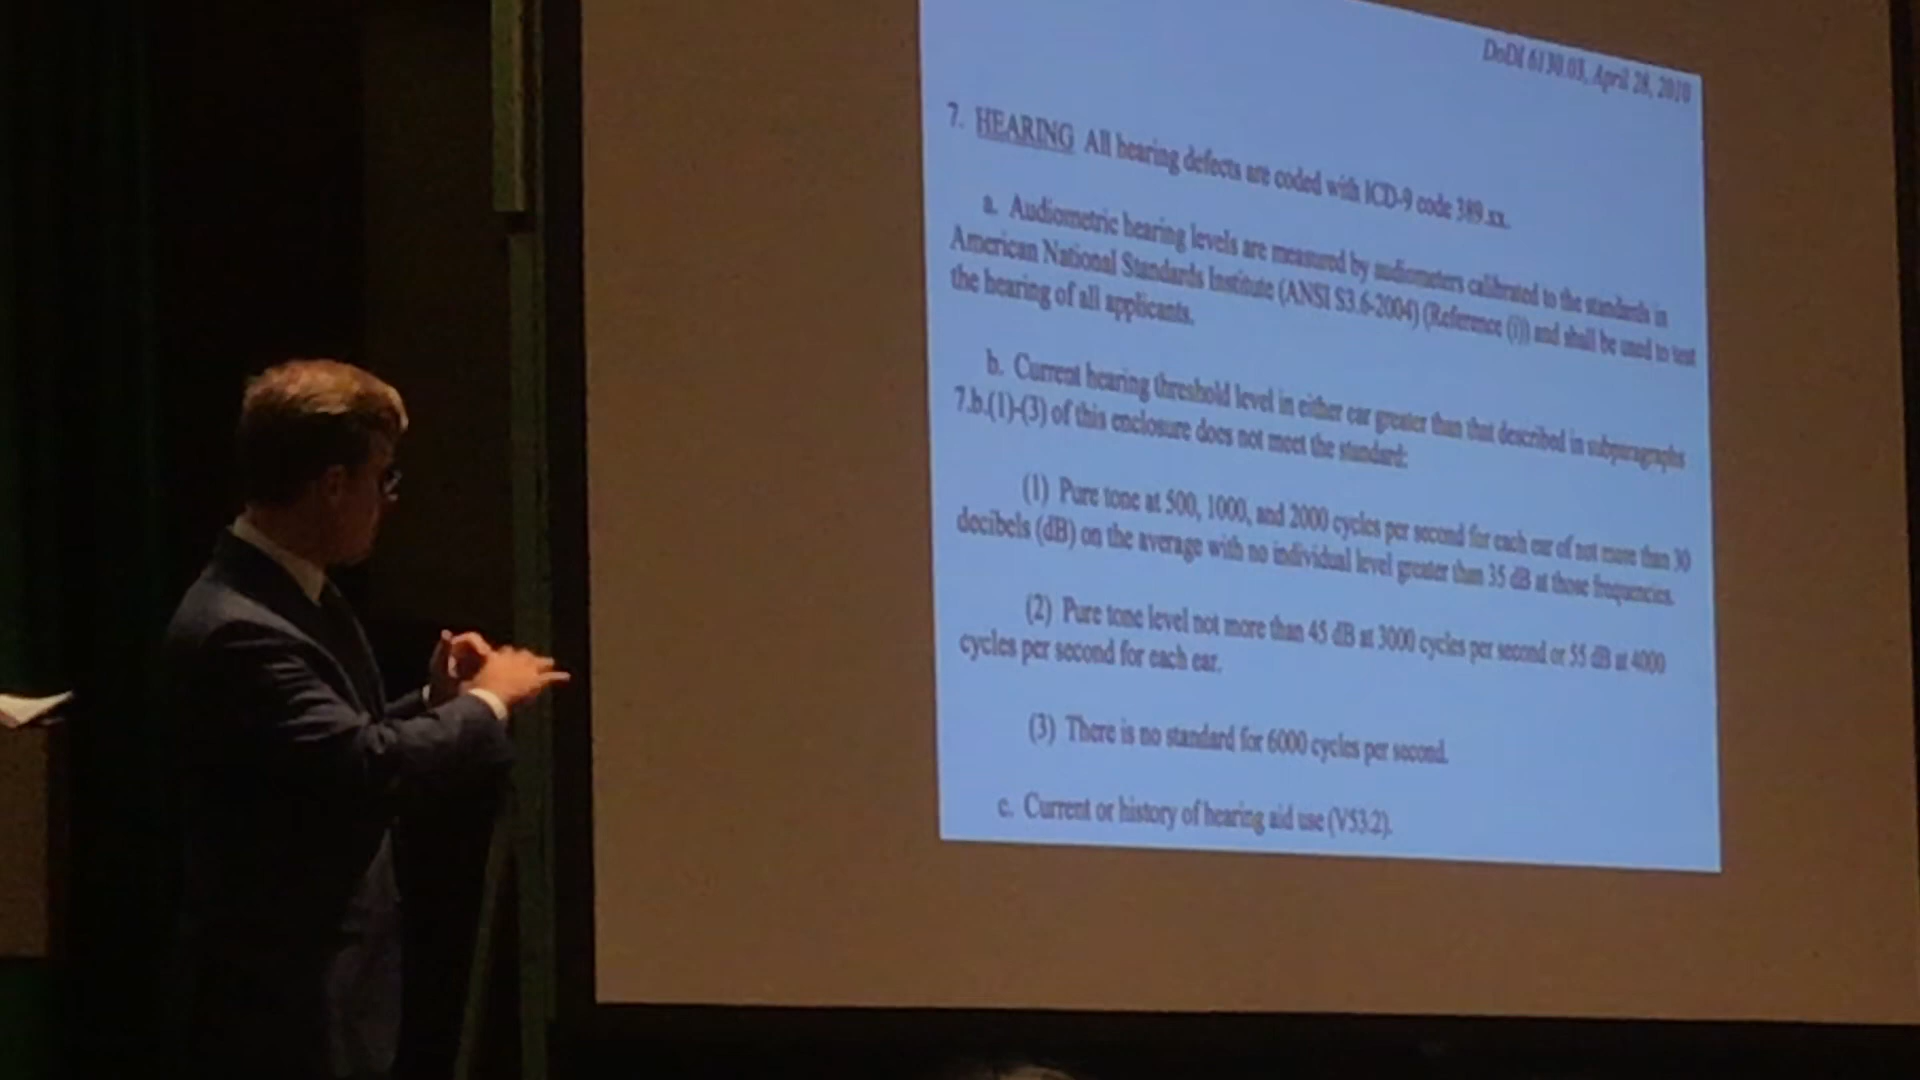 DoDI 6130.03, April 28, 2010
7. HEARING All hearing defects are coded with ICD-9 code 389.xx.
a. Audiometric hearing levels are measured by audiometers calibrated to the standards in
American National Standards Institute (ANSI S3.6-2004) (Reference (i)) and shall be used to test
the hearing of all applicants.
b. Current hearing threshold level in either ear greater than that described in subparagraphs
7.b.(1)-(3) of this enclosure does not meet the standard:
(1) Pure tone at 500, 1000, and 2000 cycles per second for each ear of not more than 30
decibels (dB) on the average with no individual level greater than 35 dB at those frequencies.
(2) Pure tone level not more than 45 dB at 3000 cycles per second or 55 dB at 4000
cycles per second for each ear.
(3) There is no standard for 6000 cycles per second.
c. Current or history of hearing aid use (V53.2).